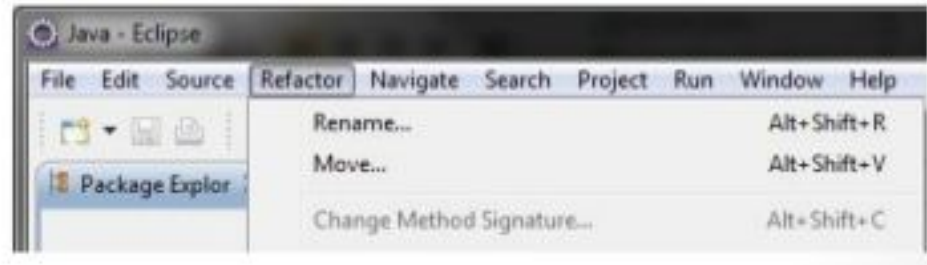 Java - Eclipse
File Edit Source Refactor Navigate Search Project Run Window Help
Rename... Alt+Shift+R
Move... Alt+Shift+V
Package Explor
Change Method Signature... Alt+Shift+C